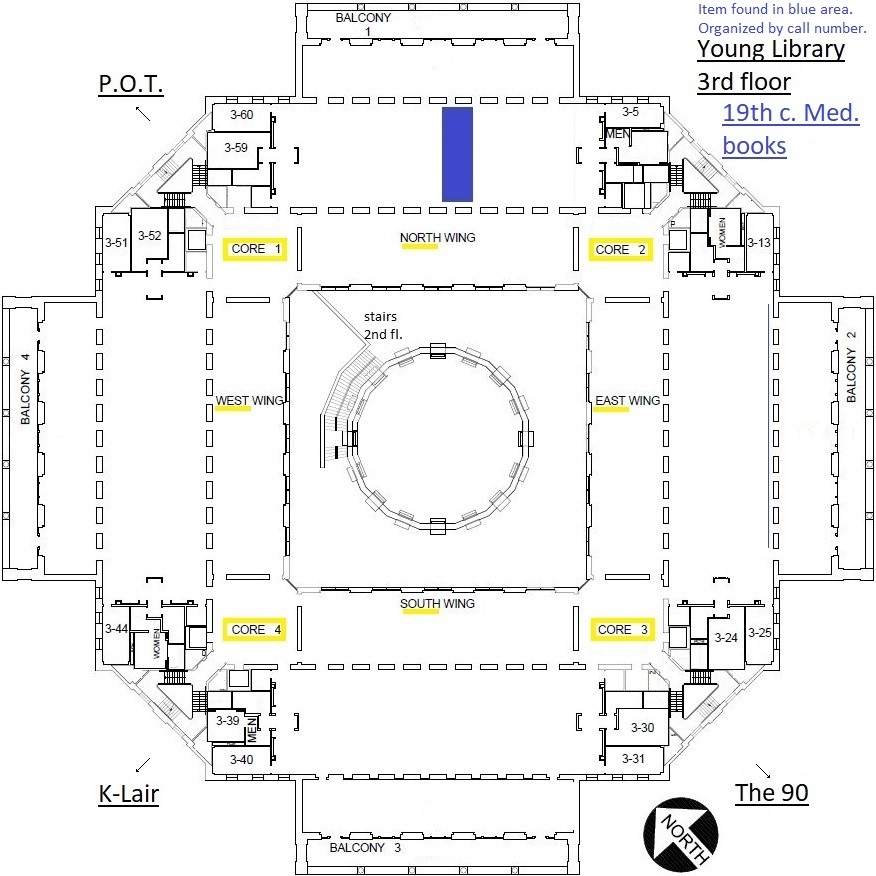 Item found in blue area.
Organized by call number.
Young Library
3rd floor
19th c. Med.
books
BALCONY
1
P.O.T.
3-60
3-59
3-5
MEN
3-51
3-52
WOMEN
3-13
CORE 1
NORTH WING
CORE 2
stairs
2nd fl.
BALCONY 4
WEST WING
EAST WING
BALCONY 2
SOUTH WING
CORE 4
CORE 3
3-44
WOMEN
3-24
3-25
3-39
MEN
3-40
3-30
3-31
K-Lair
The 90
NORTH
BALCONY 3